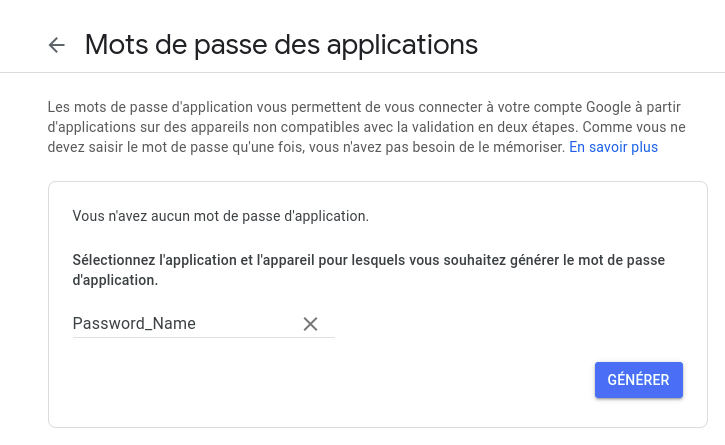 Mots de passe des applications
Les mots de passe d'application vous permettent de vous connecter à votre compte Google à partir
d'applications sur des appareils non compatibles avec la validation en deux étapes. Comme vous ne
devez saisir le mot de passe qu'une fois, vous n'avez pas besoin de le mémoriser. En savoir plus
Vous n'avez aucun mot de passe d'application.
Sélectionnez l'application et l'appareil pour lesquels vous souhaitez générer le mot de passe
d'application.
Password_Name
GÉNÉRER